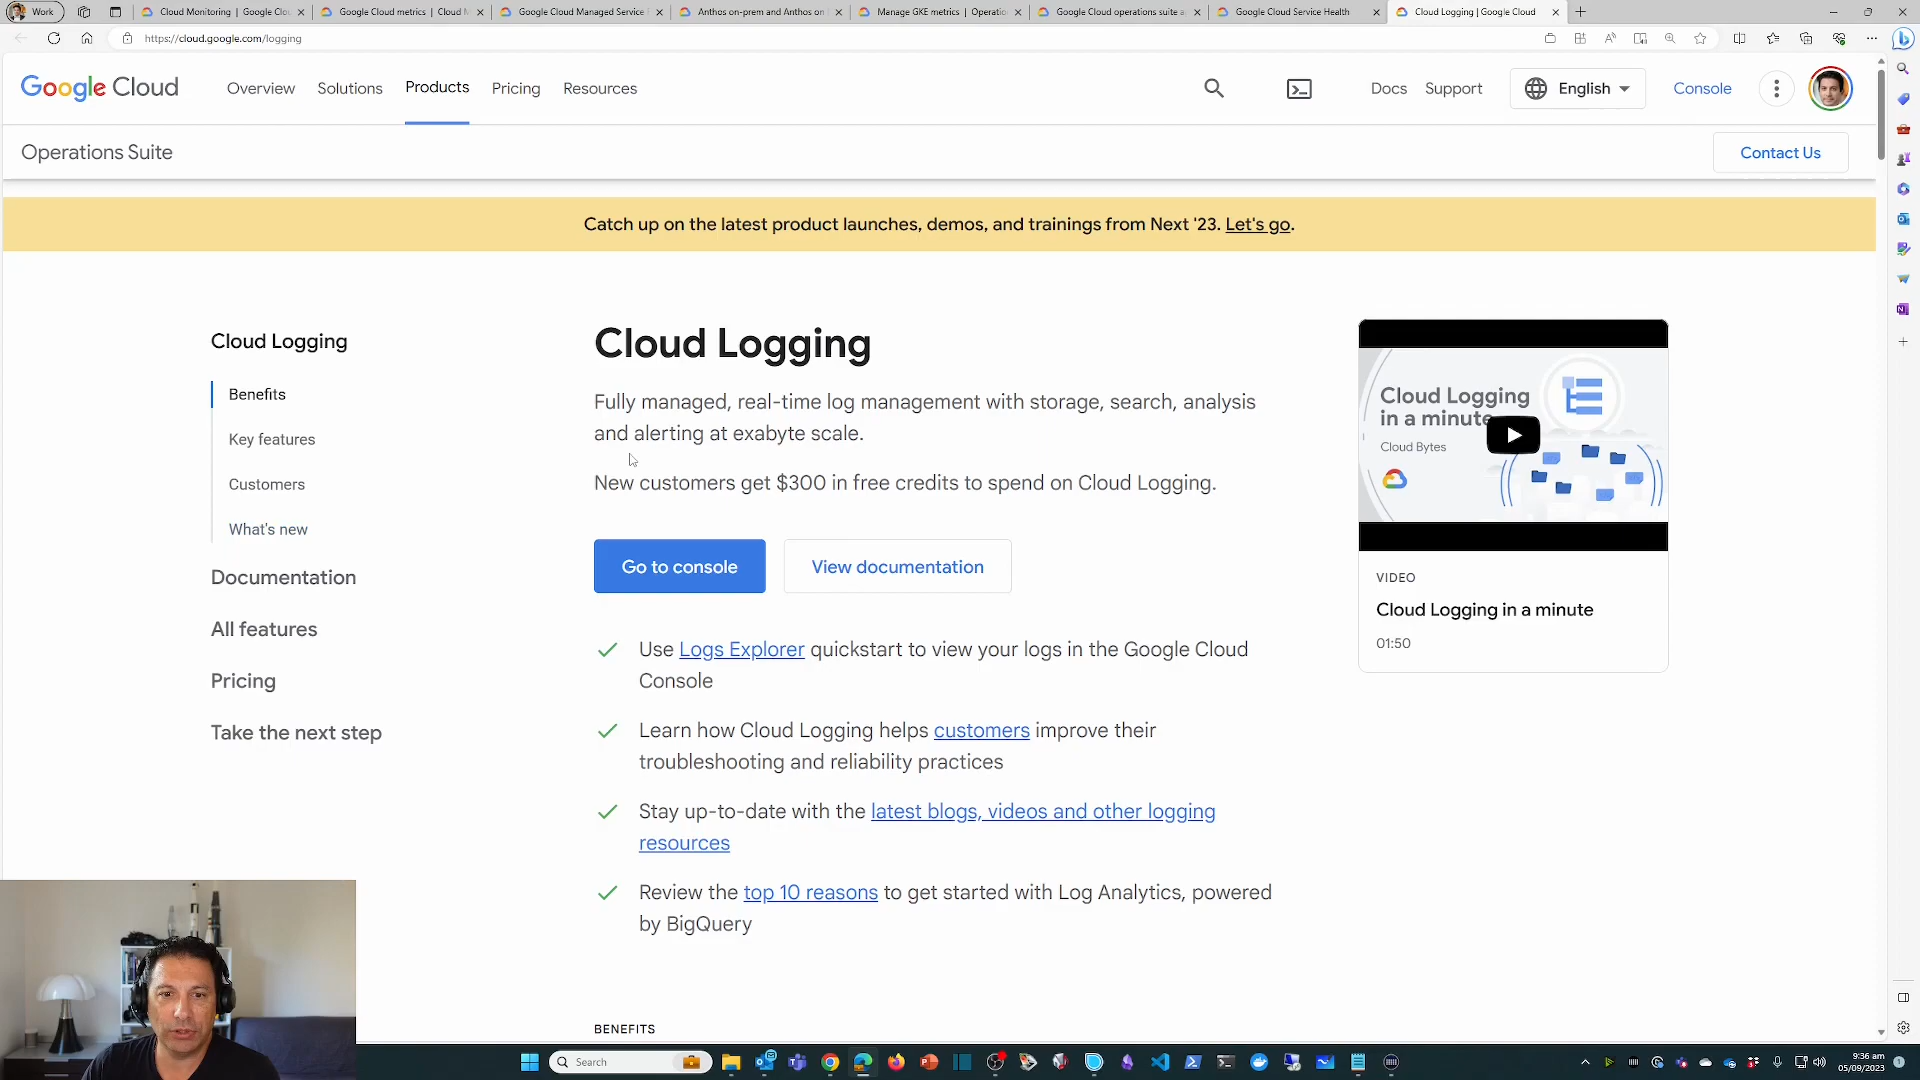 Work
Cloud Monitoring | Google Clou
Google Cloud metrics | Cloud M
Google Cloud Managed Service F
Anthos on-prem and Anthos on
Manage GKE metrics | Operatio
Google Cloud operations suite a
Google Cloud Service Health
Cloud Logging | Google Cloud
https://cloud.google.com/logging
Google Cloud
Overview
Solutions
Products
Pricing
Resources
Docs
Support
English
Console
Operations Suite
Contact Us
Catch up on the latest product launches, demos, and trainings from Next '23. Let's go.
Cloud Logging
Benefits
Key features
Customers
What's new
Documentation
All features
Pricing
Take the next step
Cloud Logging
Fully managed, real-time log management with storage, search, analysis
and alerting at exabyte scale.
New customers get $300 in free credits to spend on Cloud Logging.
Go to console
View documentation
Use Logs Explorer quickstart to view your logs in the Google Cloud
Console
Learn how Cloud Logging helps customers improve their
troubleshooting and reliability practices
Stay up-to-date with the latest blogs, videos and other logging
resources
Review the top 10 reasons to get started with Log Analytics, powered
by BigQuery
BENEFITS
Cloud Logging
in a minute
Cloud Bytes
VIDEO
Cloud Logging in a minute
01:50
Search
9:36 am
05/09/2023